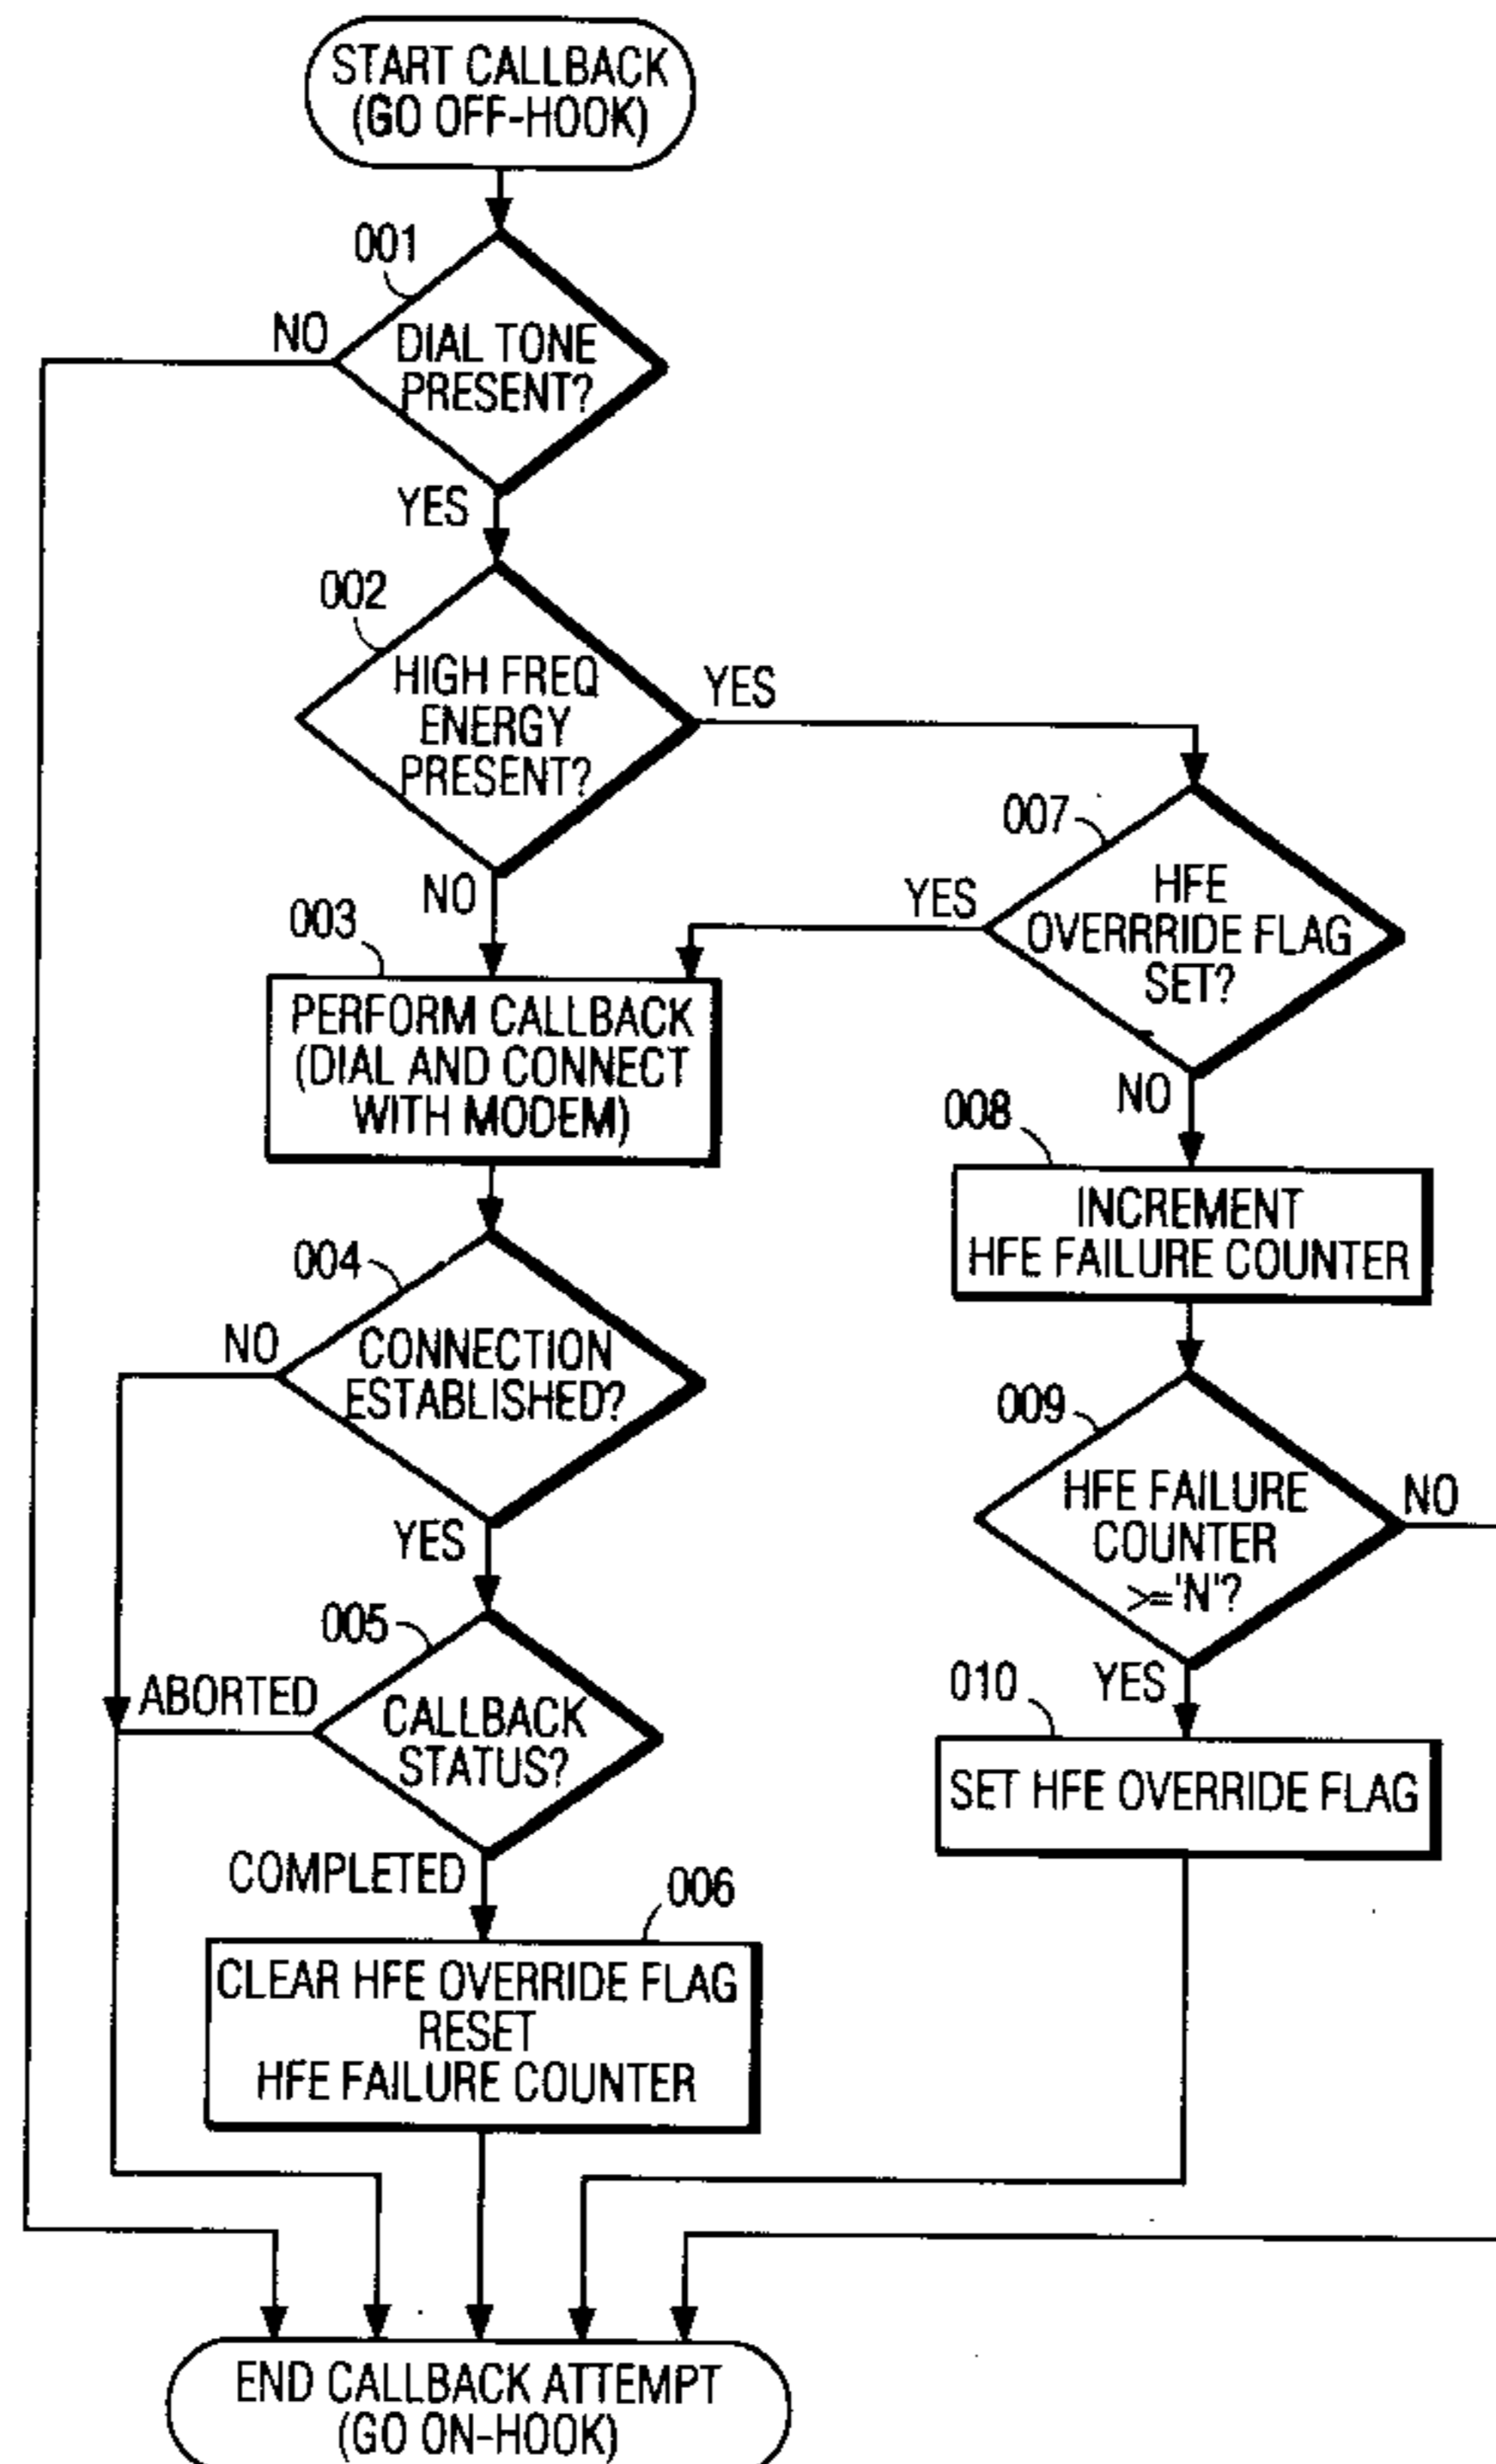 START CALLBACK
(GO OFF-HOOK)
001
NO
DIAL TONE
PRESENT?
YES
002
HIGH FREQ
ENERGY
PRESENT?
YES
NO
007
HFE
OVERRRIDE FLAG
SET?
YES
NO
003
PERFORM CALLBACK
(DIAL AND CONNECT
WITH MODEM)
008
INCREMENT
HFE FAILURE COUNTER
004
NO
CONNECTION
ESTABLISHED?
YES
009
HFE FAILURE
COUNTER
>='N'?
NO
YES
005
ABORTED
CALLBACK
STATUS?
COMPLETED
010
SET HFE OVERRIDE FLAG
006
CLEAR HFE OVERRIDE FLAG
RESET
HFE FAILURE COUNTER
END CALLBACK ATTEMPT
(GO ON-HOOK)